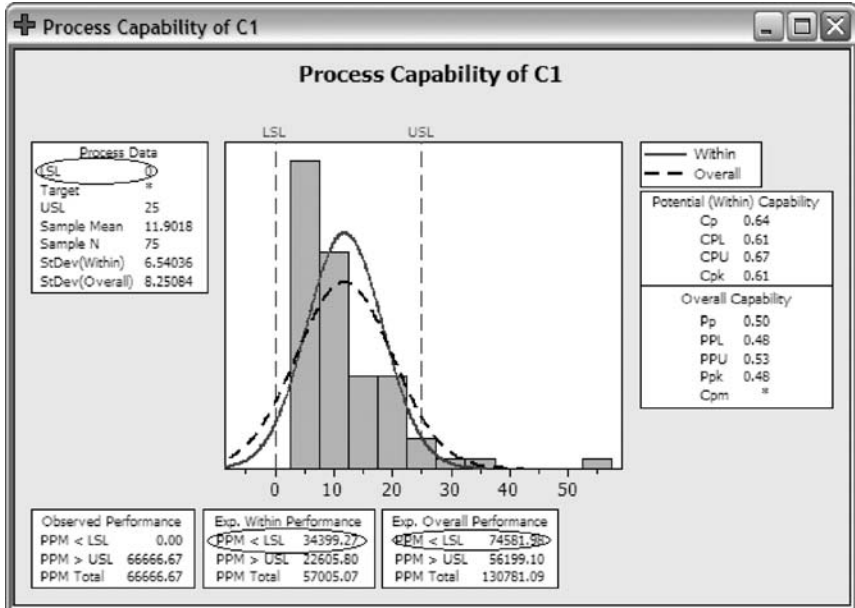 Process Capability of C1
Process Capability of C1
LSL
USL
Process Data
LSL 0
Target *
USL 25
Sample Mean 11.9018
Sample N 75
StDev(Within) 6.54036
StDev(Overall) 8.25084
Within
Overall
Potential (Within) Capability
Cp 0.64
CPL 0.61
CPU 0.67
Cpk 0.61
Overall Capability
Pp 0.50
PPL 0.48
PPU 0.53
Ppk 0.48
Cpm *
0 10 20 30 40 50
Observed Performance
PPM < LSL 0.00
PPM > USL 66666.67
PPM Total 66666.67
Exp. Within Performance
PPM < LSL 34399.27
PPM > USL 22605.80
PPM Total 57005.07
Exp. Overall Performance
PPM < LSL 74581.98
PPM > USL 56199.10
PPM Total 130781.09